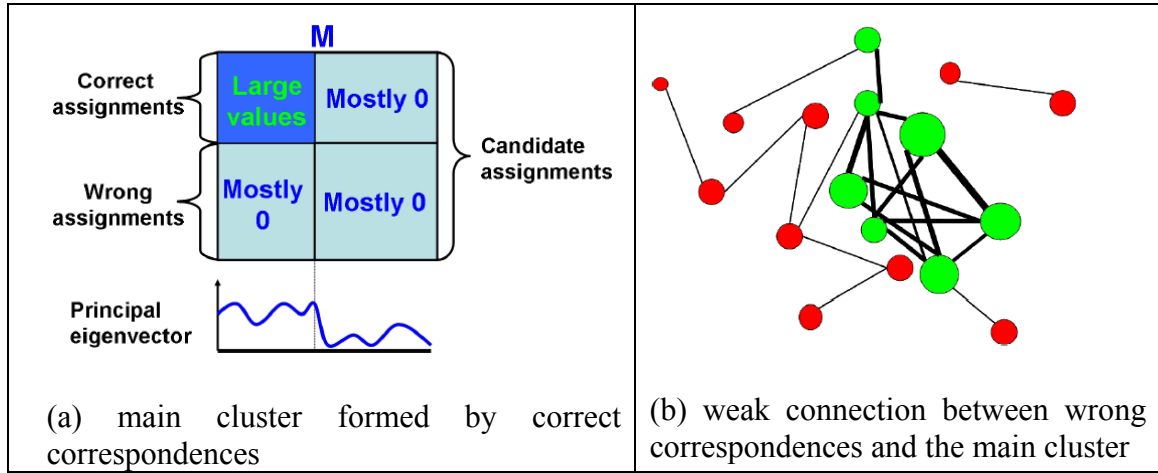 M
Correct
assignments
Large
values
Mostly 0
Candidate
assignments
Wrong
assignments
Mostly
0
Mostly 0
Principal
eigenvector
(a) main cluster formed by correct
correspondences
(b) weak connection between wrong
correspondences and the main cluster